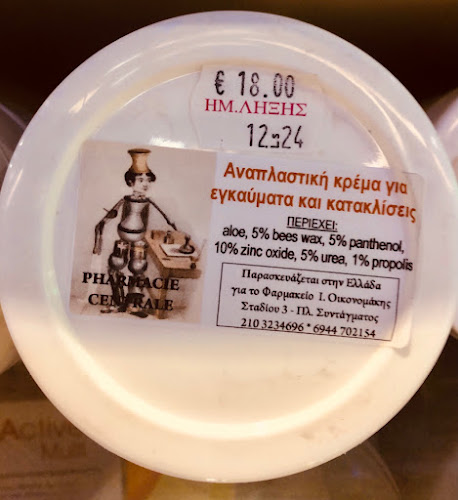 € 18.00
ΗΜ.ΛΗΞΗΣ
12 24
Αναπλαστική κρέμα για
εγκαύματα και κατακλίσεις
ΠΕΡΙΕΧΕΙ:
aloe, 5% bees wax, 5% panthenol,
10% zinc oxide, 5% urea, 1% propolis
Παρασκευάζεται στην Ελλάδα
για το Φαρμακείο Ι. Οικονομάκης
Σταδίου 3 - Πλ. Συντάγματος
210 3234696 * 6944 702154
PHARMACIE
CENTRALE
Active
Mult